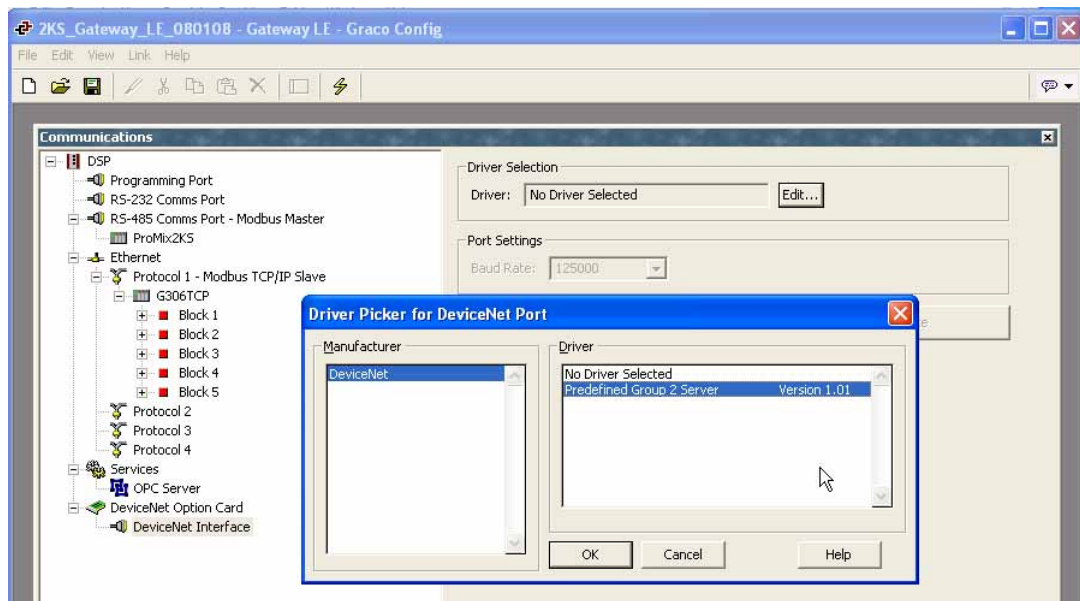 2KS_Gateway_LE_080108 - Gateway LE - Graco Config
File Edit View Link Help
Communications
DSP
Programming Port
RS-232 Comms Port
RS-485 Comms Port - Modbus Master
ProMix2KS
Ethernet
Protocol 1 - Modbus TCP/IP Slave
G306TCP
Block 1
Block 2
Block 3
Block 4
Block 5
Protocol 2
Protocol 3
Protocol 4
Services
OPC Server
DeviceNet Option Card
DeviceNet Interface
Driver Selection
Driver: No Driver Selected Edit...
Port Settings
Baud Rate: 125000
Driver Picker for DeviceNet Port
Manufacturer
DeviceNet
Driver
No Driver Selected
Predefined Group 2 Server Version 1.01
OK Cancel Help